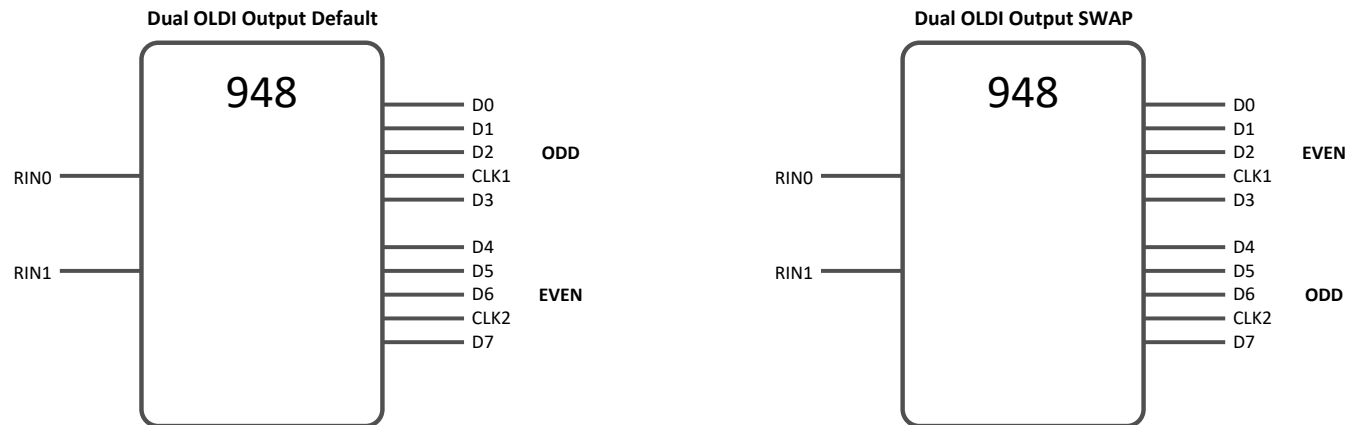 Dual OLDI Output Default
948
D0
D1
D2
ODD
CLK1
D3
RIN0
D4
D5
D6
EVEN
CLK2
D7
RIN1
Dual OLDI Output SWAP
948
D0
D1
D2
EVEN
CLK1
D3
RIN0
D4
D5
D6
ODD
CLK2
D7
RIN1